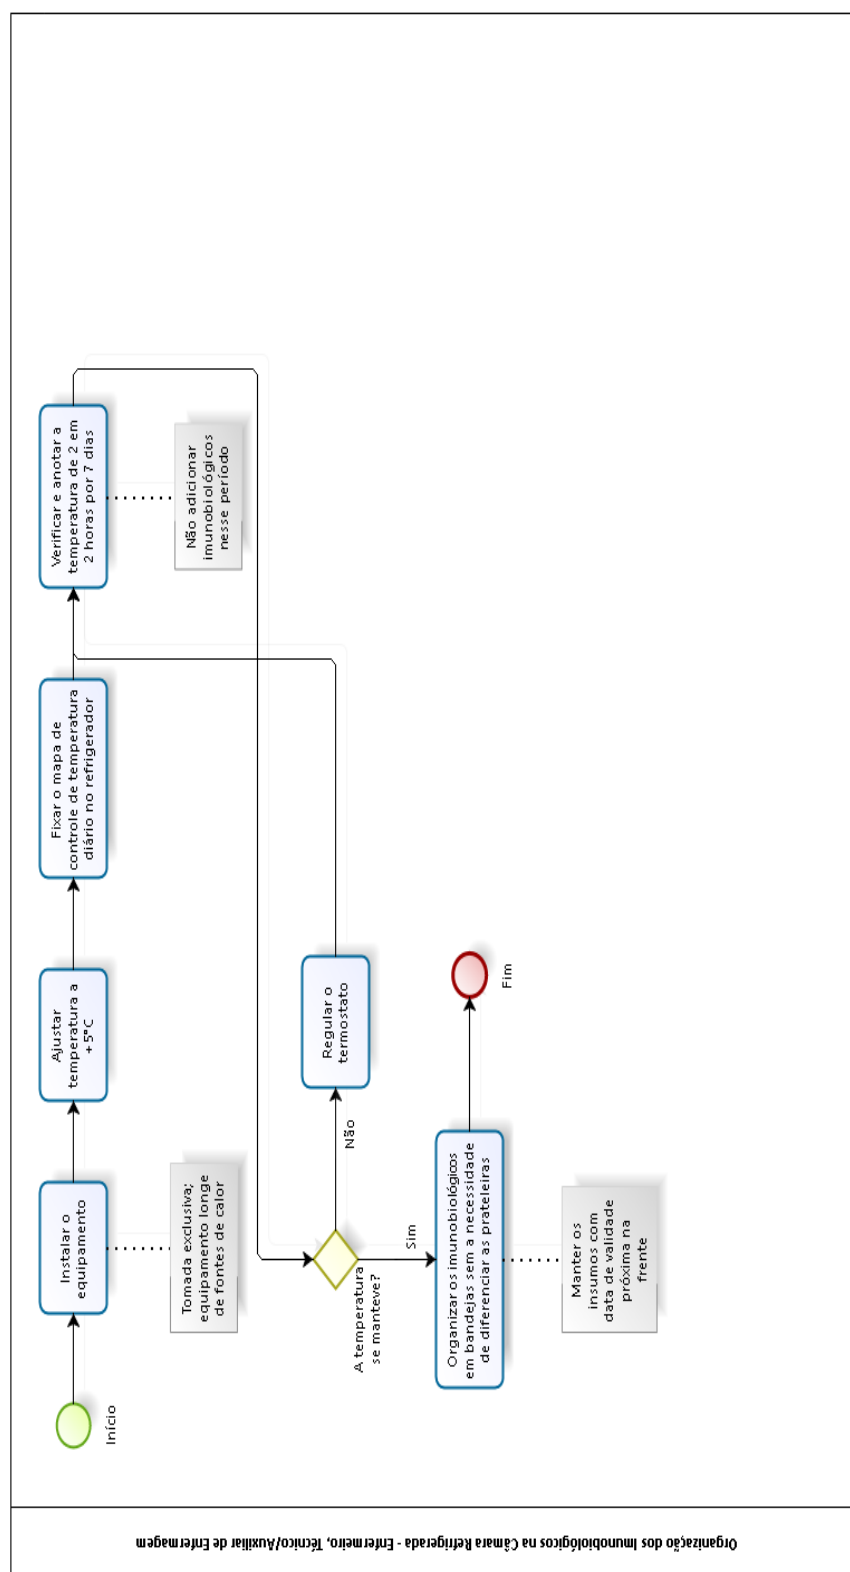 Organização dos Imunobiológicos na Câmara Refrigerada - Enfermeiro, Técnico/Auxiliar de Enfermagem
Início
Instalar o
equipamento
Tomada exclusiva;
equipamento longe
de fontes de calor
Ajustar
temperatura a
+5°C
Fixar o mapa de
controle de temperatura
diário no refrigerador
Verificar e anotar a
temperatura de 2 em
2 horas por 7 dias
Não adicionar
imunobiológicos
nesse período
A temperatura
se manteve?
Não
Regular o
termostato
Sim
Organizar os imunobiológicos
em bandejas sem a necessidade
de diferenciar as prateleiras
Manter os
insumos com
data de validade
próxima na
frente
Fim